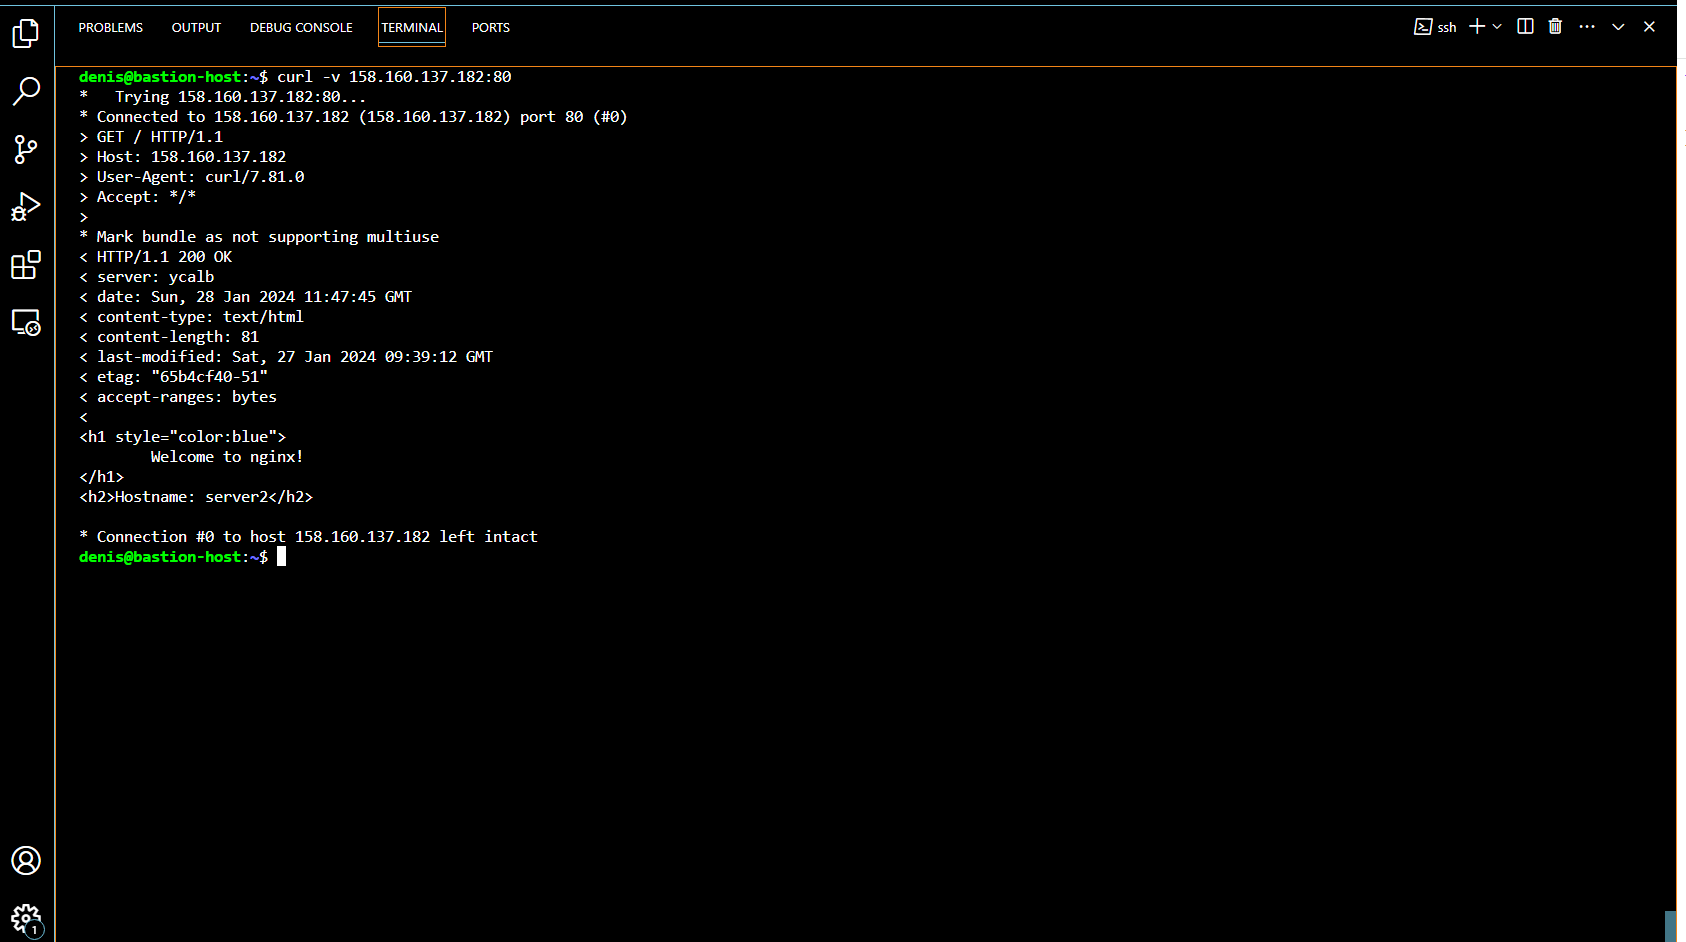 PROBLEMS OUTPUT DEBUG CONSOLE TERMINAL PORTS ssh
denis@bastion-host:~$ curl -v 158.160.137.182:80
*   Trying 158.160.137.182:80...
* Connected to 158.160.137.182 (158.160.137.182) port 80 (#0)
> GET / HTTP/1.1
> Host: 158.160.137.182
> User-Agent: curl/7.81.0
> Accept: */*
>
* Mark bundle as not supporting multiuse
< HTTP/1.1 200 OK
< server: ycalb
< date: Sun, 28 Jan 2024 11:47:45 GMT
< content-type: text/html
< content-length: 81
< last-modified: Sat, 27 Jan 2024 09:39:12 GMT
< etag: "65b4cf40-51"
< accept-ranges: bytes
<
<h1 style="color:blue">
        Welcome to nginx!
</h1>
<h2>Hostname: server2</h2>

* Connection #0 to host 158.160.137.182 left intact
denis@bastion-host:~$
1